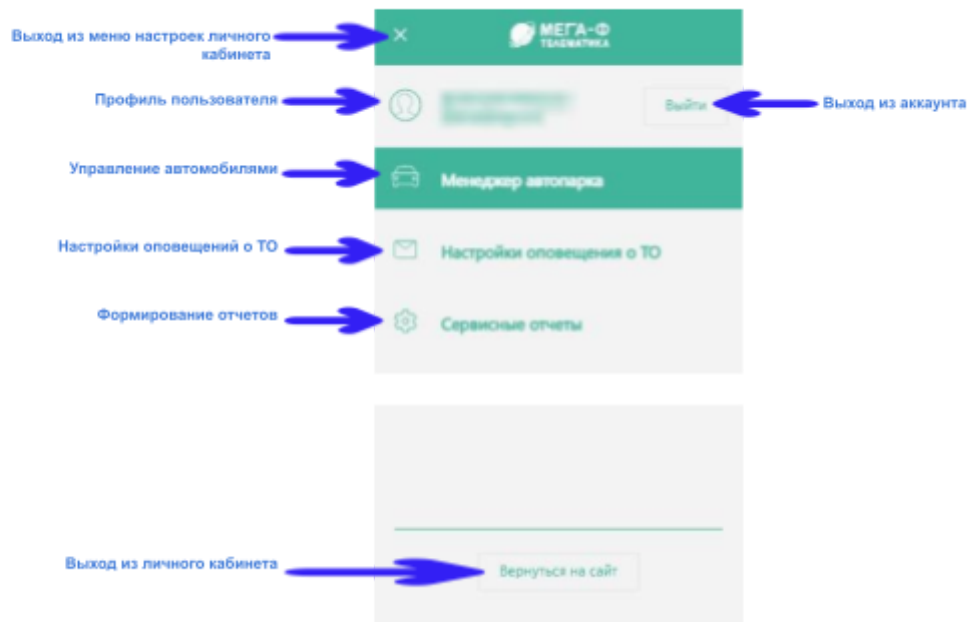 Выход из меню настроек личного
кабинета
МЕГА-Ф
ТЕЛЕМАТИКА
Профиль пользователя
Выйти
Выход из аккаунта
Управление автомобилями
Менеджер автопарка
Настройки оповещений о ТО
Настройки оповещения о ТО
Формирование отчетов
Сервисные отчеты
Выход из личного кабинета
Вернуться на сайт